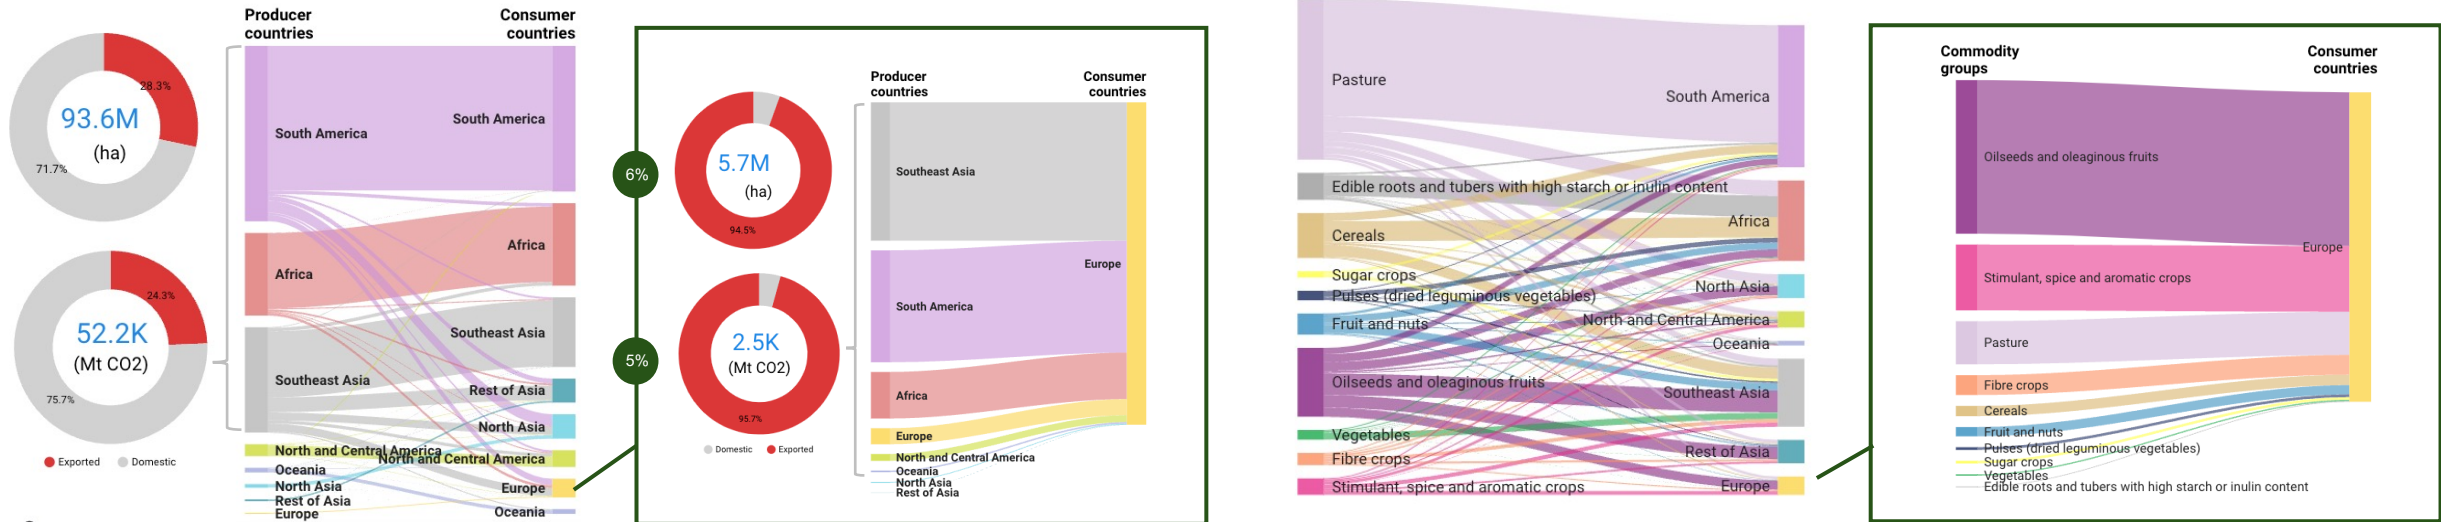 Producer
countries
Consumer
countries
28.3%
93.6M
(ha)
71.7%
24.3%
52.2K
(Mt CO2)
75.7%
Exported
Domestic
South America
Africa
Southeast Asia
North and Central America
Oceania
North Asia
Rest of Asia
Europe
South America
Africa
Southeast Asia
Rest of Asia
North Asia
North and Central America
Europe
Oceania
6%
5%
5.7M
(ha)
94.5%
2.5K
(Mt CO2)
95.7%
Domestic
Exported
Producer
countries
Consumer
countries
Southeast Asia
South America
Africa
Europe
North and Central America
Oceania
North Asia
Rest of Asia
Europe
Pasture
Edible roots and tubers with high starch or inulin content
Cereals
Sugar crops
Pulses (dried leguminous vegetables)
Fruit and nuts
Oilseeds and oleaginous fruits
Vegetables
Fibre crops
Stimulant, spice and aromatic crops
South America
Africa
North Asia
North and Central America
Oceania
Southeast Asia
Rest of Asia
Europe
Commodity
groups
Consumer
countries
Oilseeds and oleaginous fruits
Stimulant, spice and aromatic crops
Pasture
Fibre crops
Cereals
Fruit and nuts
Pulses (dried leguminous vegetables)
Sugar crops
Vegetables
Edible roots and tubers with high starch or inulin content
Europe